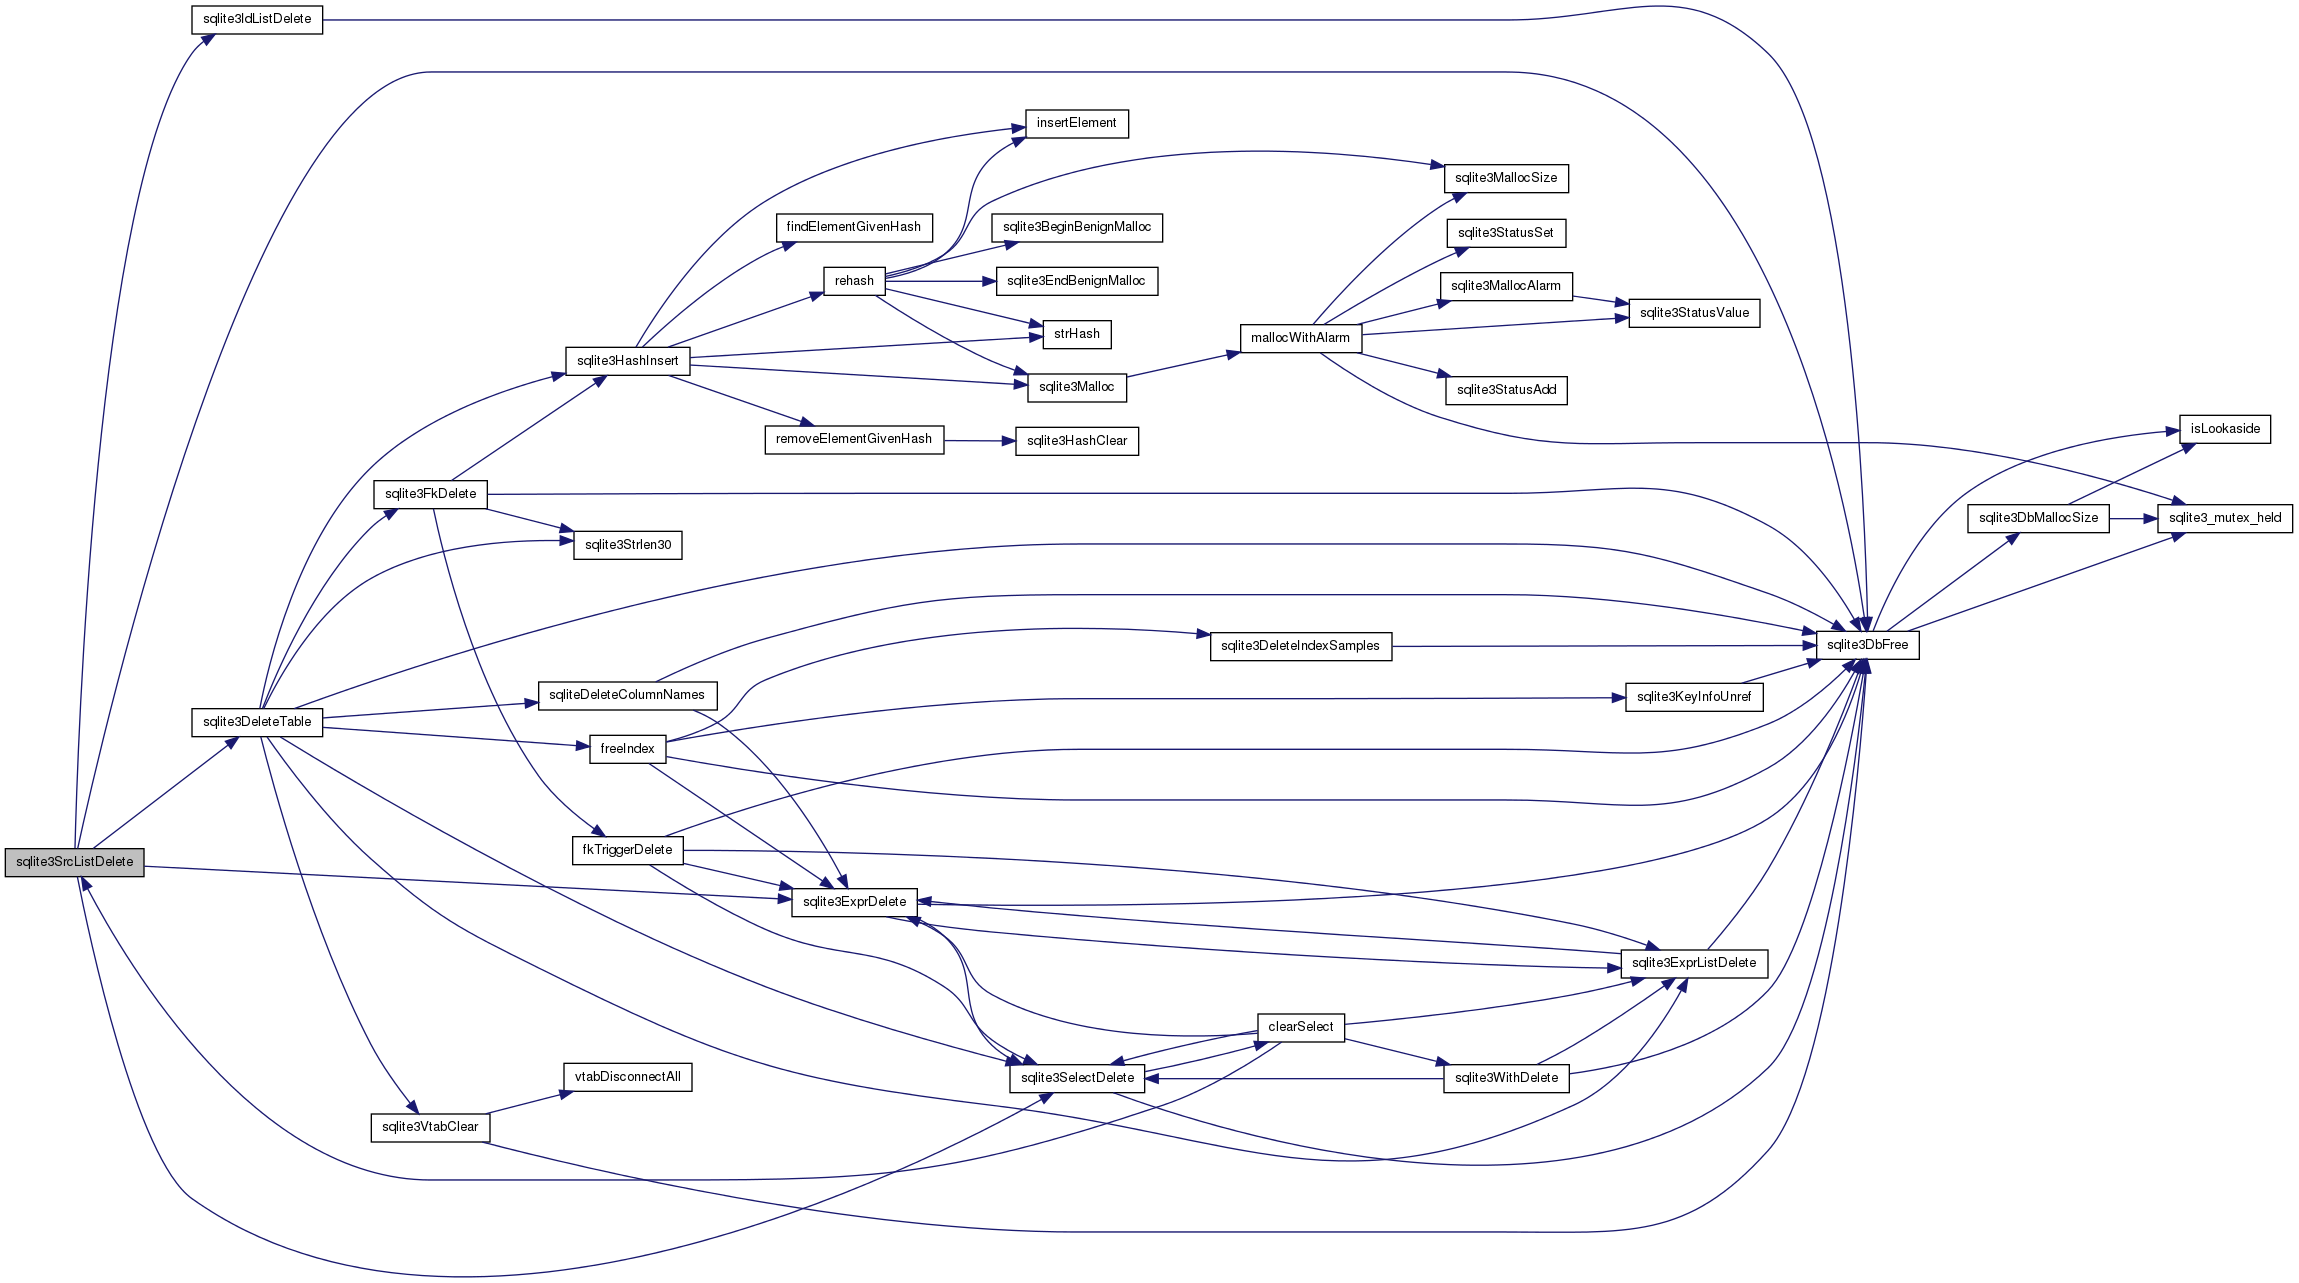 sqlite3IdListDelete
insertElement
sqlite3MallocSize
findElementGivenHash
sqlite3BeginBenignMalloc
sqlite3StatusSet
rehash
sqlite3EndBenignMalloc
sqlite3MallocAlarm
sqlite3StatusValue
strHash
mallocWithAlarm
sqlite3HashInsert
sqlite3Malloc
sqlite3StatusAdd
isLookaside
removeElementGivenHash
sqlite3HashClear
sqlite3FkDelete
sqlite3DbMallocSize
sqlite3_mutex_held
sqlite3Strlen30
sqlite3DeleteIndexSamples
sqlite3DbFree
sqliteDeleteColumnNames
sqlite3KeyInfoUnref
sqlite3DeleteTable
freeIndex
fkTriggerDelete
sqlite3SrcListDelete
sqlite3ExprDelete
sqlite3ExprListDelete
clearSelect
vtabDisconnectAll
sqlite3SelectDelete
sqlite3WithDelete
sqlite3VtabClear